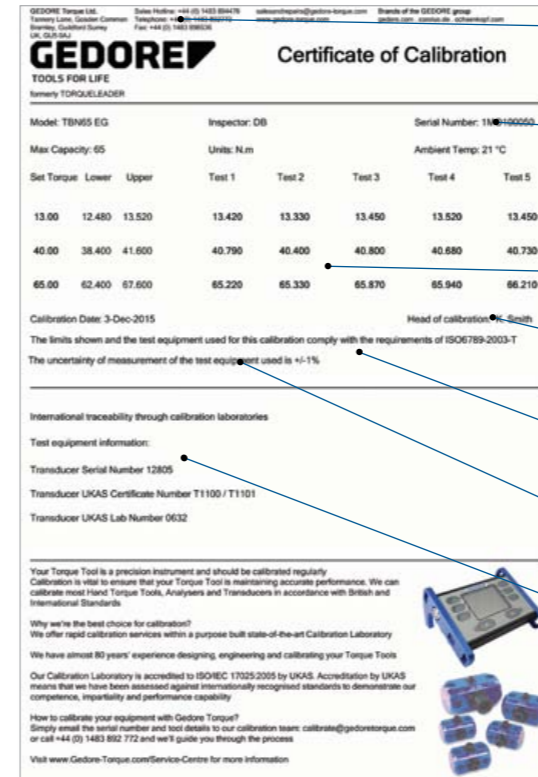 GEDORE Torque Ltd. Sales Hotline: +44 (0) 1483 894476 salesandrepairs@gedore-torque.com Brands of the GEDORE group
Tannery Lane, Gosden Common Telephone: www.gedore-torque.com gedore.com . carolus.de . ochsenkopf.com
Bramley, Guildford Surrey Fax: +44 (0) 1483 898536
UK, GU5 0AJ
GEDORE
TOOLS FOR LIFE
formerly TORQUELEADER
Certificate of Calibration
Model: TBN65 EG Inspector: DB Serial Number:
Max Capacity: 65 Units: N.m Ambient Temp: 21 °C
Set Torque Lower Upper Test 1 Test 2 Test 3 Test 4 Test 5
13.00 12.480 13.520 13.420 13.330 13.450 13.520 13.450
40.00 38.400 41.600 40.790 40.400 40.800 40.680 40.730
65.00 62.400 67.600 65.220 65.330 65.870 65.940 66.210
Calibration Date: 3-Dec-2015 Head of calibration: K. Smith
The limits shown and the test equipment used for this calibration comply with the requirements of ISO6789-2003-T
The uncertainty of measurement of the test equipment used is +/-1%
International traceability through calibration laboratories
Test equipment information:
Transducer Serial Number 12805
Transducer UKAS Certificate Number T1100 / T1101
Transducer UKAS Lab Number 0632
Your Torque Tool is a precision instrument and should be calibrated regularly
Calibration is vital to ensure that your Torque Tool is maintaining accurate performance. We can
calibrate most Hand Torque Tools, Analysers and Transducers in accordance with British and
International Standards
Why we're the best choice for calibration?
We offer rapid calibration services within a purpose built state-of-the-art Calibration Laboratory
We have almost 80 years' experience designing, engineering and calibrating your Torque Tools
Our Calibration Laboratory is accredited to ISO/IEC 17025:2005 by UKAS. Accreditation by UKAS
means that we have been assessed against internationally recognised standards to demonstrate our
competence, impartiality and performance capability
How to calibrate your equipment with Gedore Torque?
Simply email the serial number and tool details to our calibration team: calibrate@gedoretorque.com
or call +44 (0) 1483 892 772 and we'll guide you through the process
Visit www.Gedore-Torque.com/Service-Centre for more information